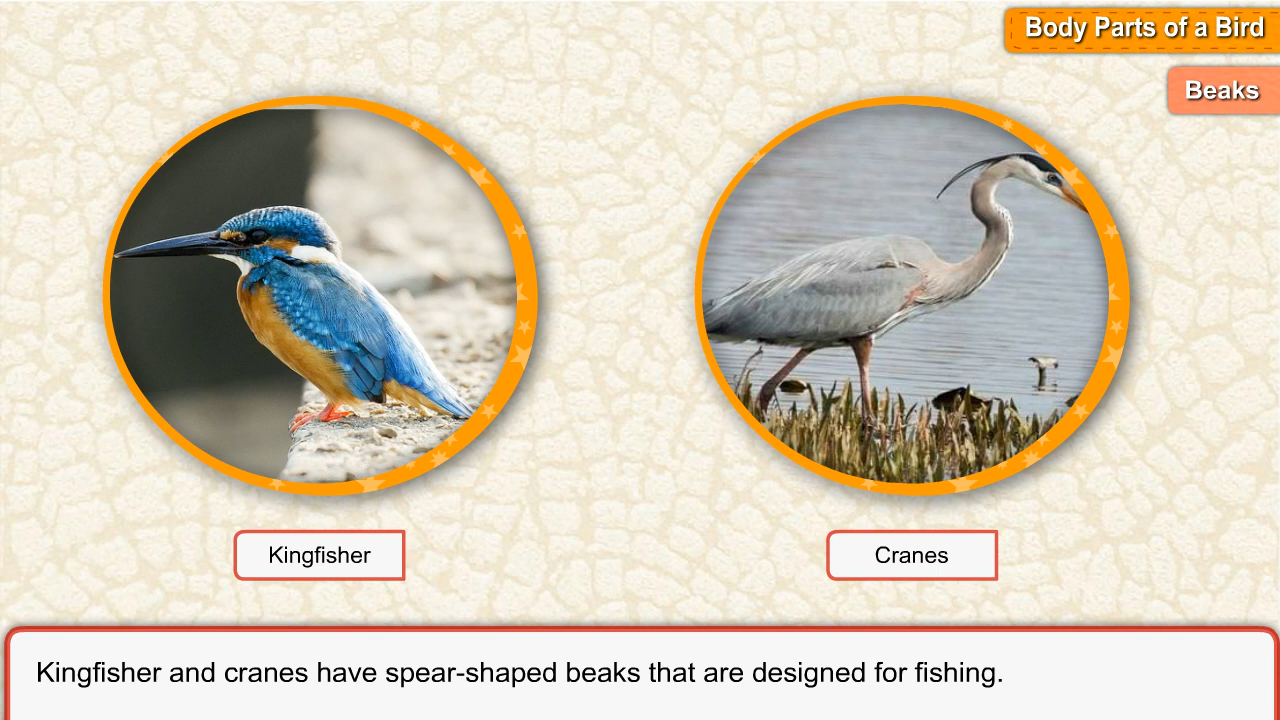 Body Parts of a Bird
Beaks
Kingfisher
Cranes
Kingfisher and cranes have spear-shaped beaks that are designed for fishing.